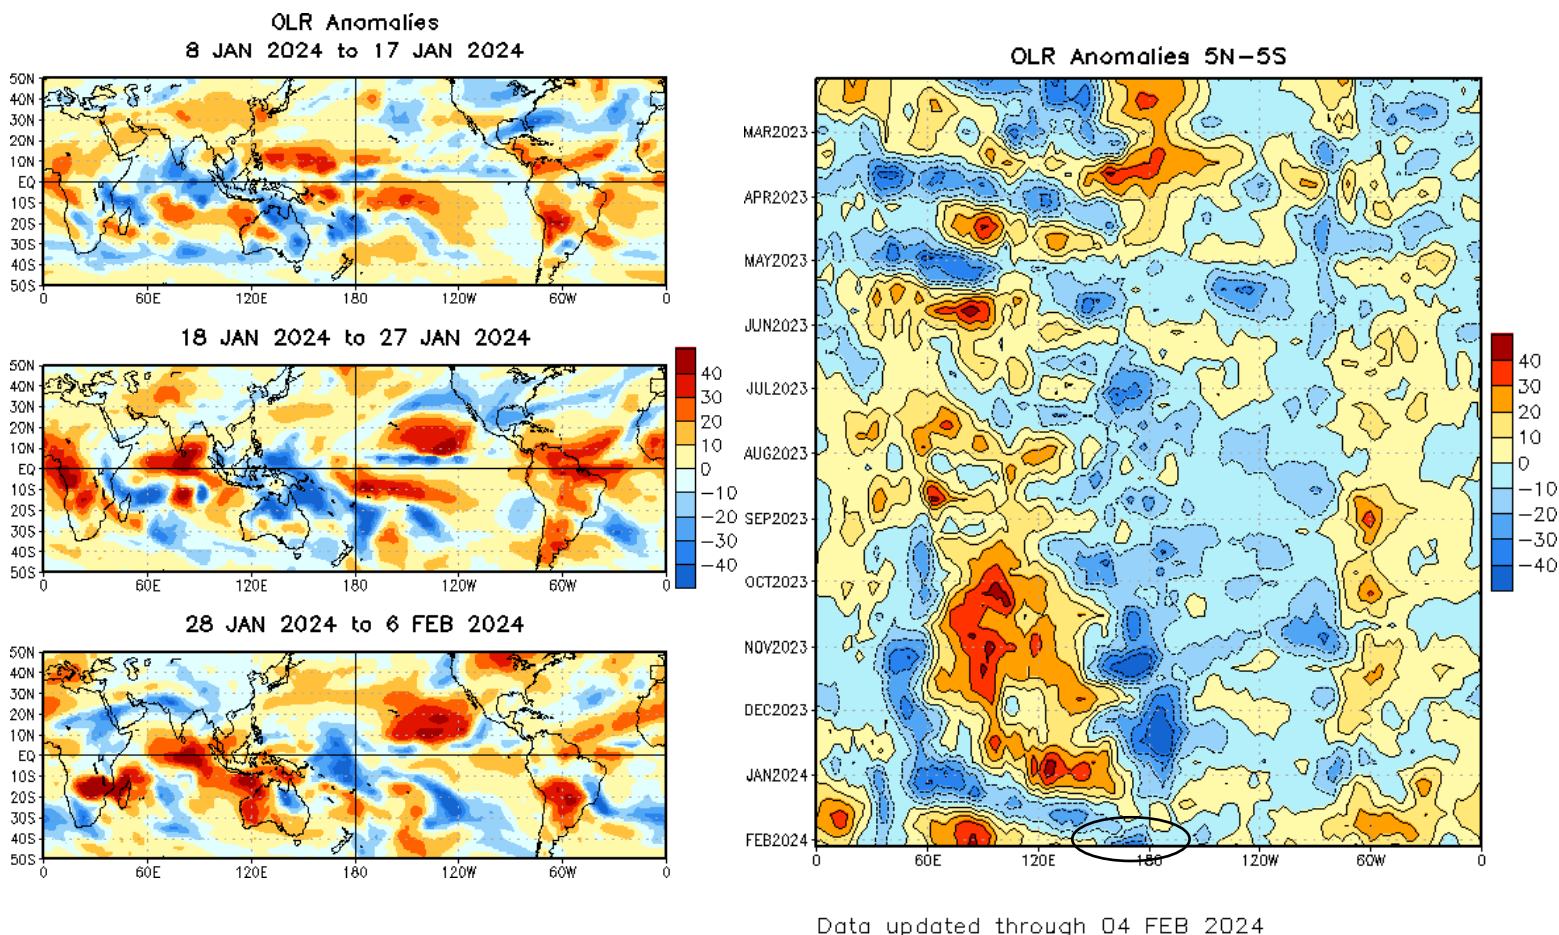 OLR Anomalies
8 JAN 2024 to 17 JAN 2024
50N
40N
30N
20N
10N
EQ
10S
20S
30S
40S
50S
0 60E 120E 180 120W 60W 0
18 JAN 2024 to 27 JAN 2024
50N
40N
30N
20N
10N
EQ
10S
20S
30S
40S
50S
0 60E 120E 180 120W 60W 0
40
30
20
10
0
−10
−20
−30
−40
28 JAN 2024 to 6 FEB 2024
50N
40N
30N
20N
10N
EQ
10S
20S
30S
40S
50S
0 60E 120E 180 120W 60W 0
OLR Anomalies 5N−5S
MAR2023
APR2023
MAY2023
JUN2023
JUL2023
AUG2023
SEP2023
OCT2023
NOV2023
DEC2023
JAN2024
FEB2024
0 60E 120E 180 120W 60W 0
40
30
20
10
0
−10
−20
−30
−40
Data updated through 04 FEB 2024